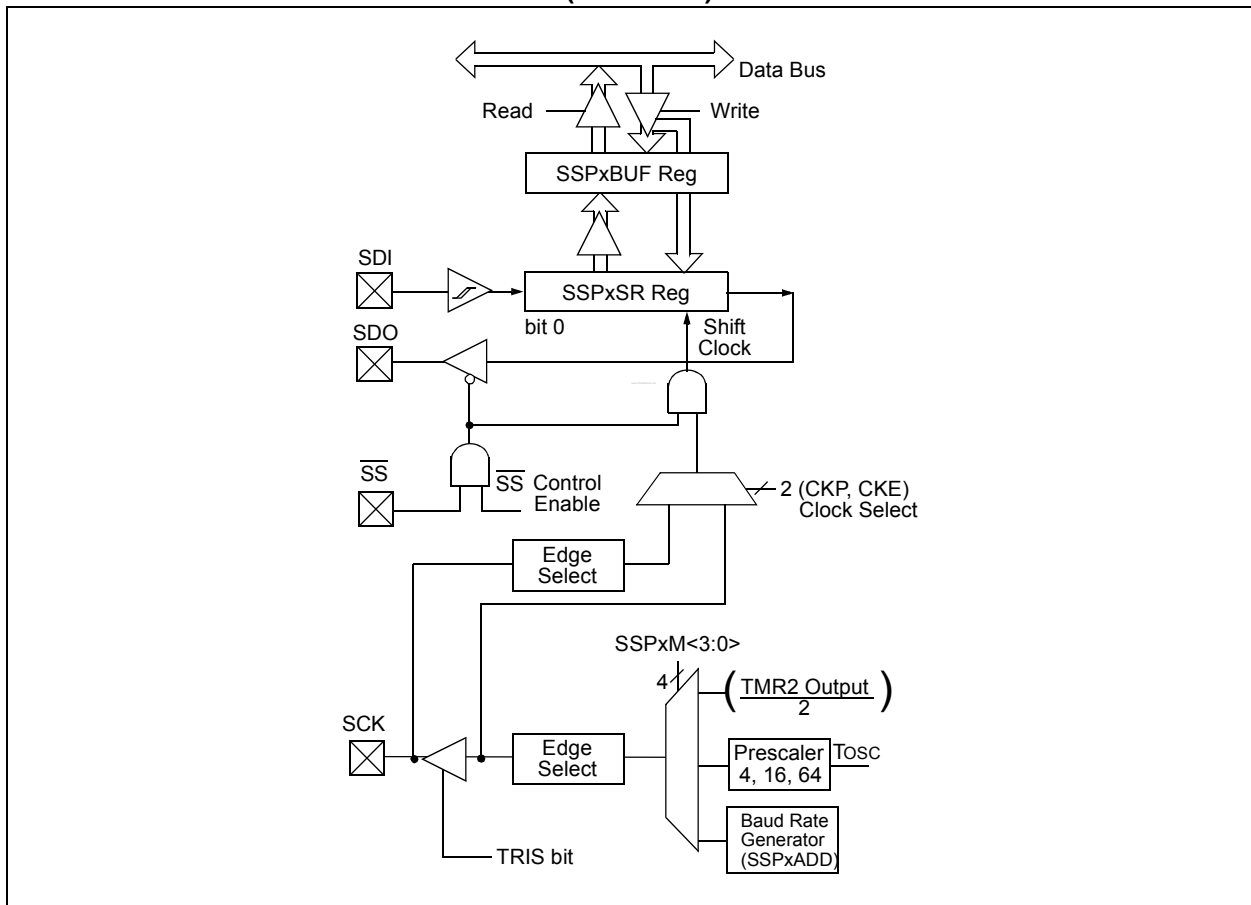 Data Bus
Read
Write
SSPxBUF Reg
SDI
SSPxSR Reg
bit 0
Shift
Clock
SDO
SS
SS Control
Enable
2 (CKP, CKE)
Clock Select
Edge
Select
SSPxM<3:0>
4
( TMR2 Output )
2
SCK
Edge
Select
Prescaler
4, 16, 64
TOSC
Baud Rate
Generator
(SSPxADD)
TRIS bit